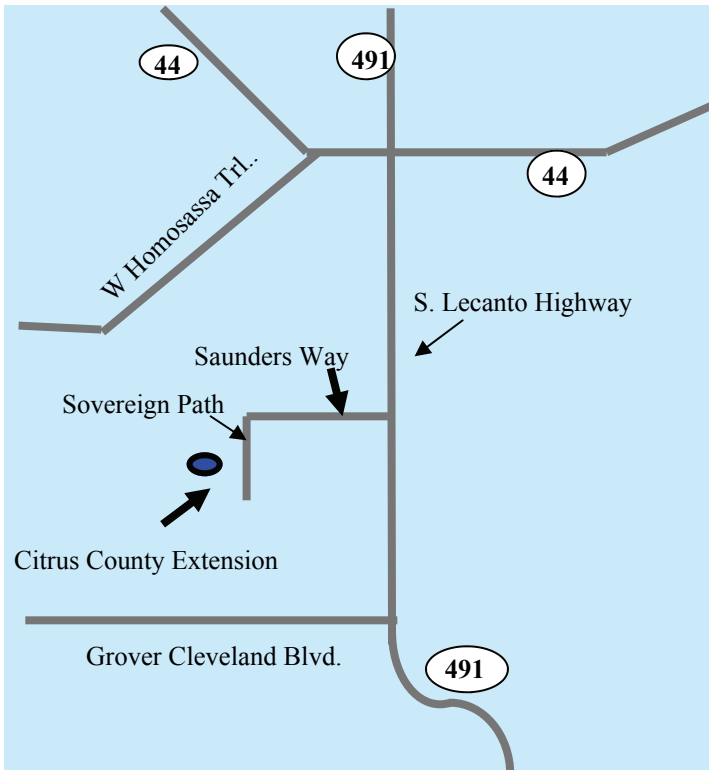 44
491
44
W Homosassa Trl..
S. Lecanto Highway
Saunders Way
Sovereign Path
Citrus County Extension
Grover Cleveland Blvd.
491